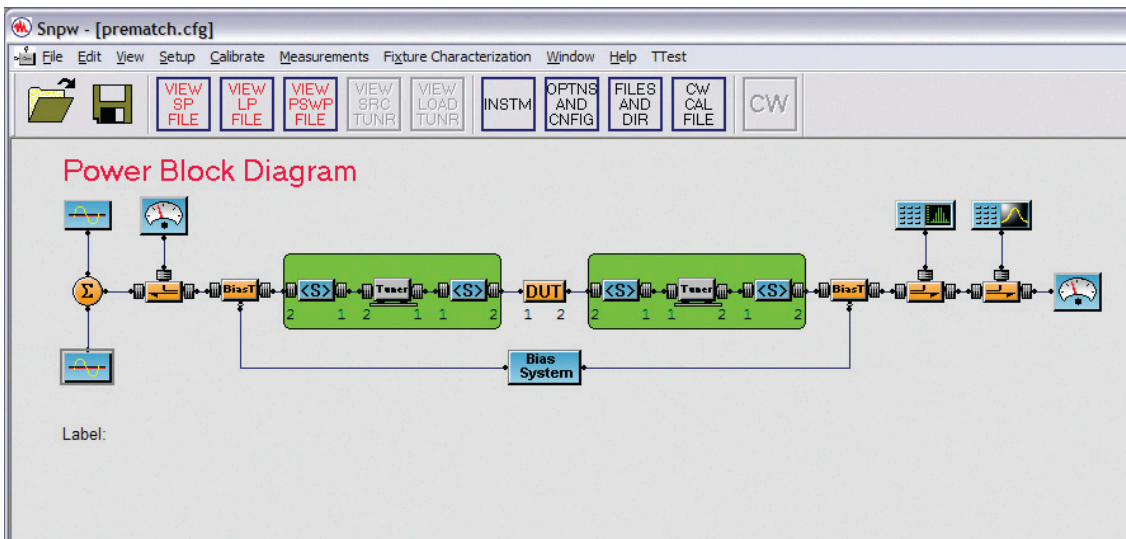 Snpw - [prematch.cfg]
File Edit View Setup Calibrate Measurements Fixture Characterization Window Help TTest
VIEW SP FILE
VIEW LP FILE
VIEW PSWP FILE
VIEW SRC TUNR
VIEW LOAD TUNR
INSTM
OPTNS AND CNFIG
FILES AND DIR
CW CAL FILE
CW
Power Block Diagram
Σ BiasT <S> Tuner <S> DUT <S> Tuner <S> BiasT
2 1 2 1 1 2 1 2 2 1 1 2 1 2
Bias
System
Label: